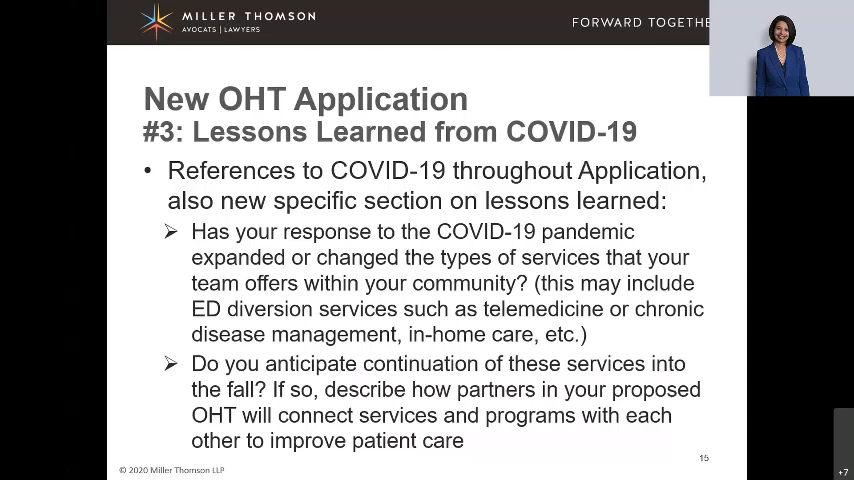 MILLER THOMSON
AVOCATS | LAWYERS
FORWARD TOGETHE
New OHT Application
#3: Lessons Learned from COVID-19
• References to COVID-19 throughout Application,
also new specific section on lessons learned:
➢ Has your response to the COVID-19 pandemic
expanded or changed the types of services that your
team offers within your community? (this may include
ED diversion services such as telemedicine or chronic
disease management, in-home care, etc.)
➢ Do you anticipate continuation of these services into
the fall? If so, describe how partners in your proposed
OHT will connect services and programs with each
other to improve patient care
15
© 2020 Miller Thomson LLP
+7